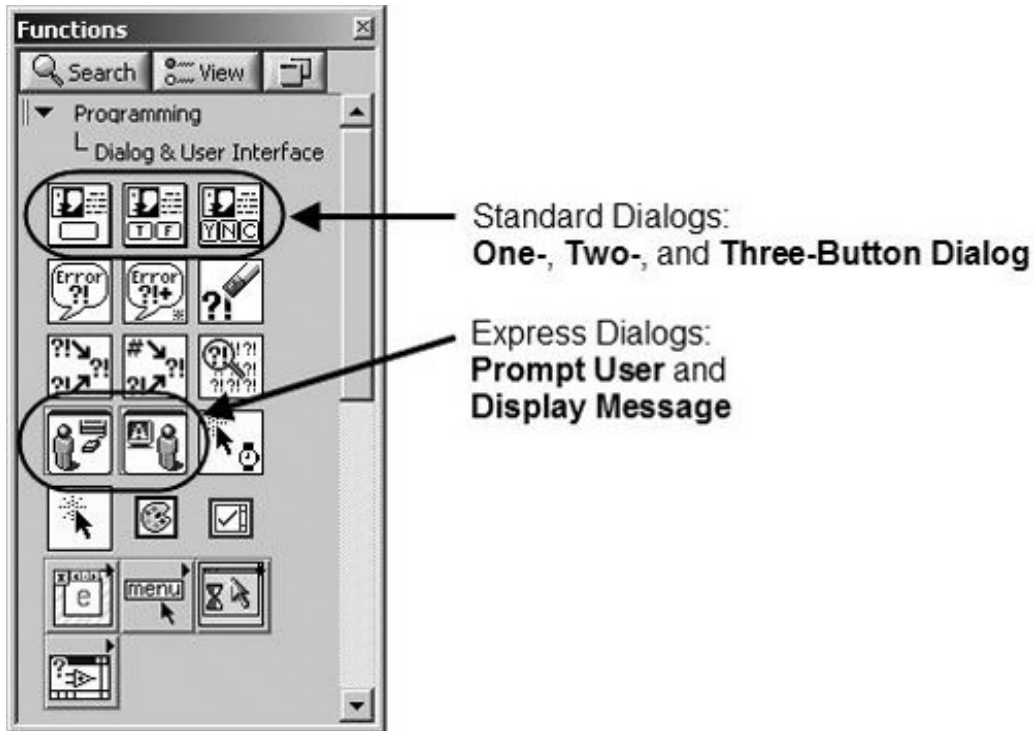 Functions
Search View
Programming
Dialog & User Interface
T F Y N C
Standard Dialogs:
One-, Two-, and Three-Button Dialog
Error ?! Error ?!+ ?!
Express Dialogs:
Prompt User and
Display Message
?! ?! # ?! ?!
?! ?!
e menu
?